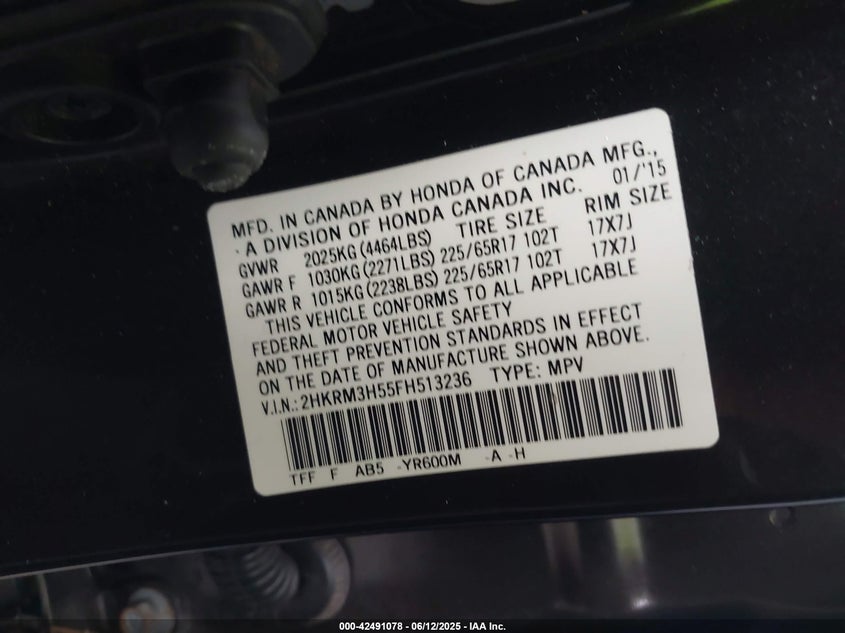 MFD. IN CANADA BY HONDA OF CANADA MFG.,
·A DIVISION OF HONDA CANADA INC. 01/'15
GVWR 2025KG(4464LBS) TIRE SIZE RIM SIZE
GAWR F 1030KG(2271LBS) 225/65R17 102T 17X7J
GAWR R 1015KG(2238LBS) 225/65R17 102T 17X7J
THIS VEHICLE CONFORMS TO ALL APPLICABLE
FEDERAL MOTOR VEHICLE SAFETY
AND THEFT PREVENTION STANDARDS IN EFFECT
ON THE DATE OF MANUFACTURE SHOWN ABOVE.
V.I.N.:2HKRM3H55FH513236 TYPE: MPV
TFF F AB5 -YR600M -A -H
000-42491078 - 06/12/2025 - IAA Inc.